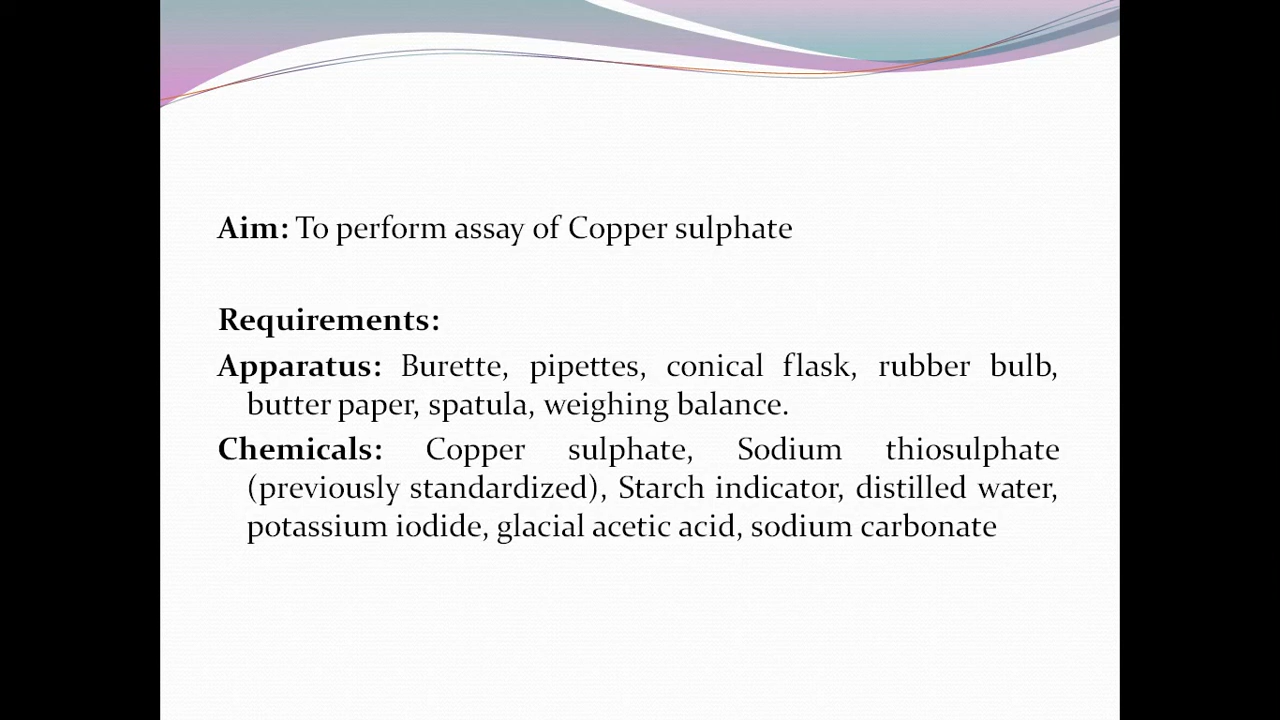 Aim: To perform assay of Copper sulphate
Requirements:
Apparatus: Burette, pipettes, conical flask, rubber bulb,
butter paper, spatula, weighing balance.
Chemicals: Copper sulphate, Sodium thiosulphate
(previously standardized), Starch indicator, distilled water,
potassium iodide, glacial acetic acid, sodium carbonate